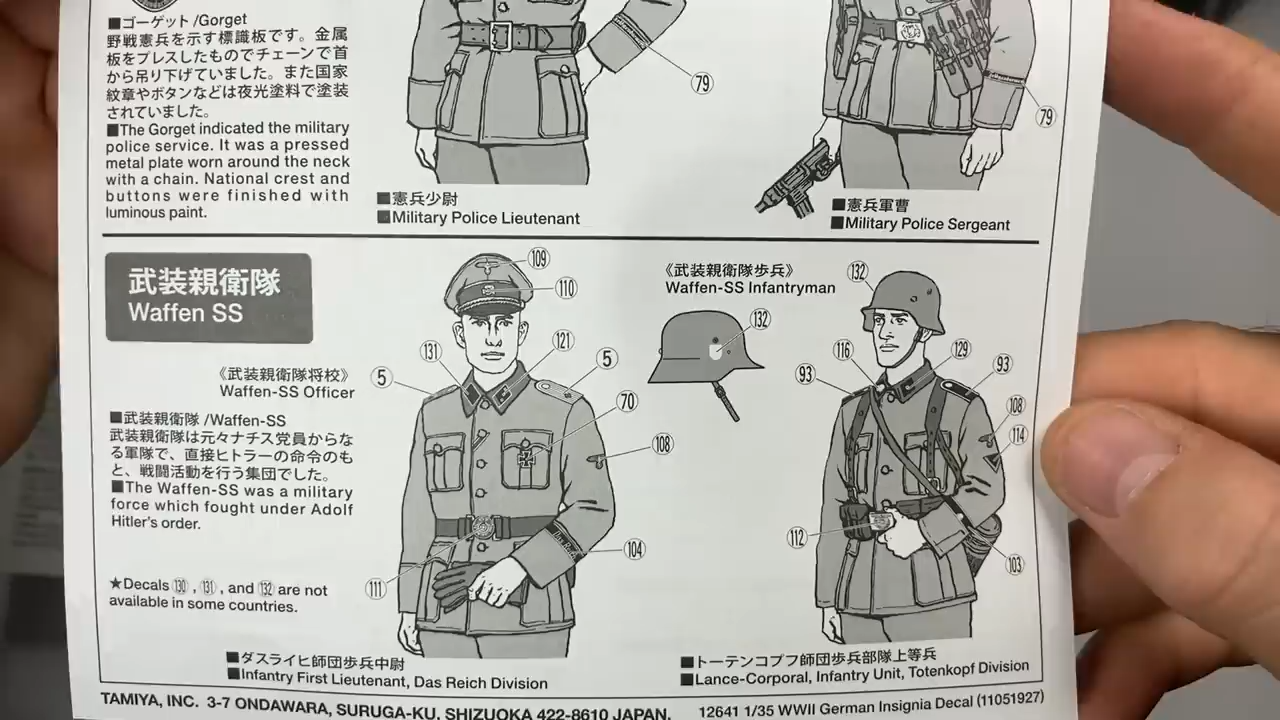 ■ゴーゲット/Gorget
野戦憲兵を示す標識板です。金属
板をプレスしたものでチェーンで首
から吊り下げていました。また国家
紋章やボタンなどは夜光塗料で塗装
されていました。
■The Gorget indicated the military
police service. It was a pressed
metal plate worn around the neck
with a chain. National crest and
buttons were finished with
luminous paint.
79
■憲兵少尉
■Military Police Lieutenant
79
■憲兵軍曹
■Military Police Sergeant
武装親衛隊
Waffen SS
《武装親衛隊将校》
Waffen-SS Officer
■武装親衛隊/Waffen-SS
武装親衛隊は元々ナチス党員からな
る軍隊で、直接ヒトラーの命令のも
と、戦闘活動を行う集団でした。
■The Waffen-SS was a military
force which fought under Adolf
Hitler's order.
★Decals 130, 131, and 132 are not
available in some countries.
109
110
131
121
5
5
70
108
104
111
■ダスライヒ師団歩兵中尉
■Infantry First Lieutenant, Das Reich Division
《武装親衛隊歩兵》
Waffen-SS Infantryman
132
132
116
129
93
93
108
114
112
103
■トーテンコプフ師団歩兵部隊上等兵
■Lance-Corporal, Infantry Unit, Totenkopf Division
TAMIYA, INC. 3-7 ONDAWARA, SURUGA-KU, SHIZUOKA 422-8610 JAPAN.
12641 1/35 WWII German Insignia Decal (11051927)